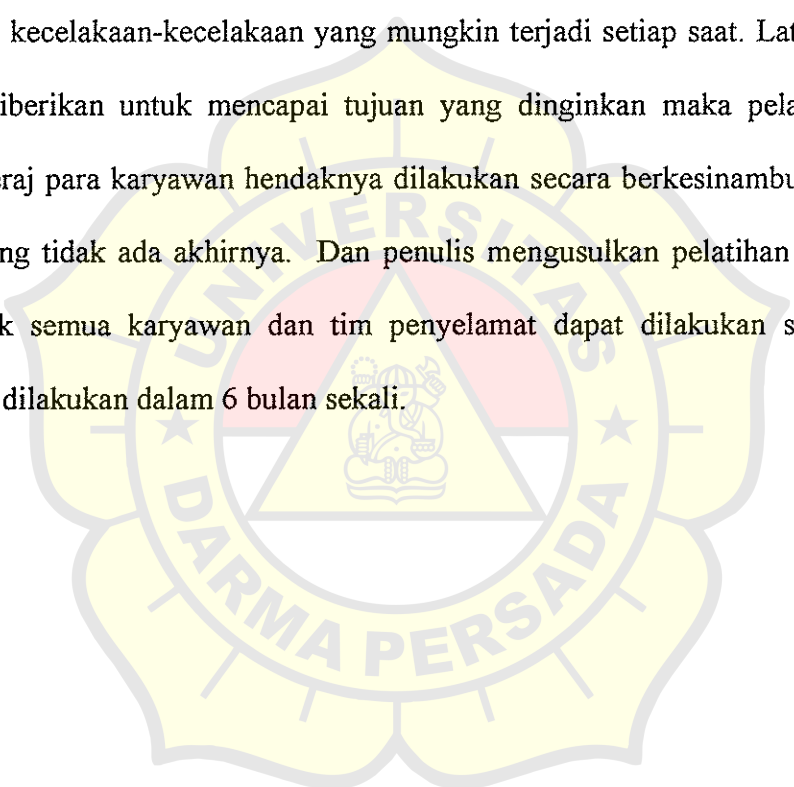 kecelakaan-kecelakaan yang mungkin terjadi setiap saat. Lat
iberikan untuk mencapai tujuan yang dinginkan maka pela
raj para karyawan hendaknya dilakukan secara berkesinambu
ng tidak ada akhirnya. Dan penulis mengusulkan pelatihan
k semua karyawan dan tim penyelamat dapat dilakukan s
dilakukan dalam 6 bulan sekali.
UNIVERSITAS
DARMA PERSADA